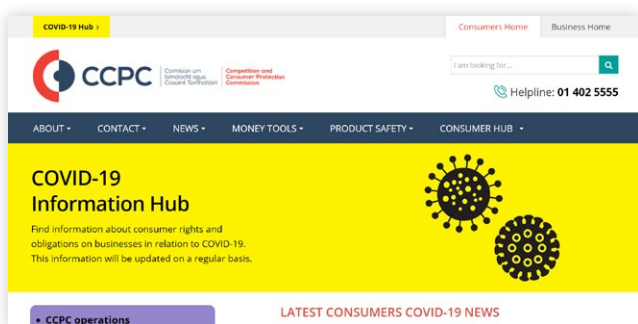 COVID-19 Hub >
Consumers Home
Business Home
CCPC
Coimisiún um
Iomaíocht agus
Cosaint Tomhaltóirí
Competition and
Consumer Protection
Commission
I am looking for...
Helpline: 01 402 5555
ABOUT
CONTACT
NEWS
MONEY TOOLS
PRODUCT SAFETY
CONSUMER HUB
COVID-19
Information Hub
Find information about consumer rights and
obligations on businesses in relation to COVID-19.
This information will be updated on a regular basis.
• CCPC operations
LATEST CONSUMERS COVID-19 NEWS